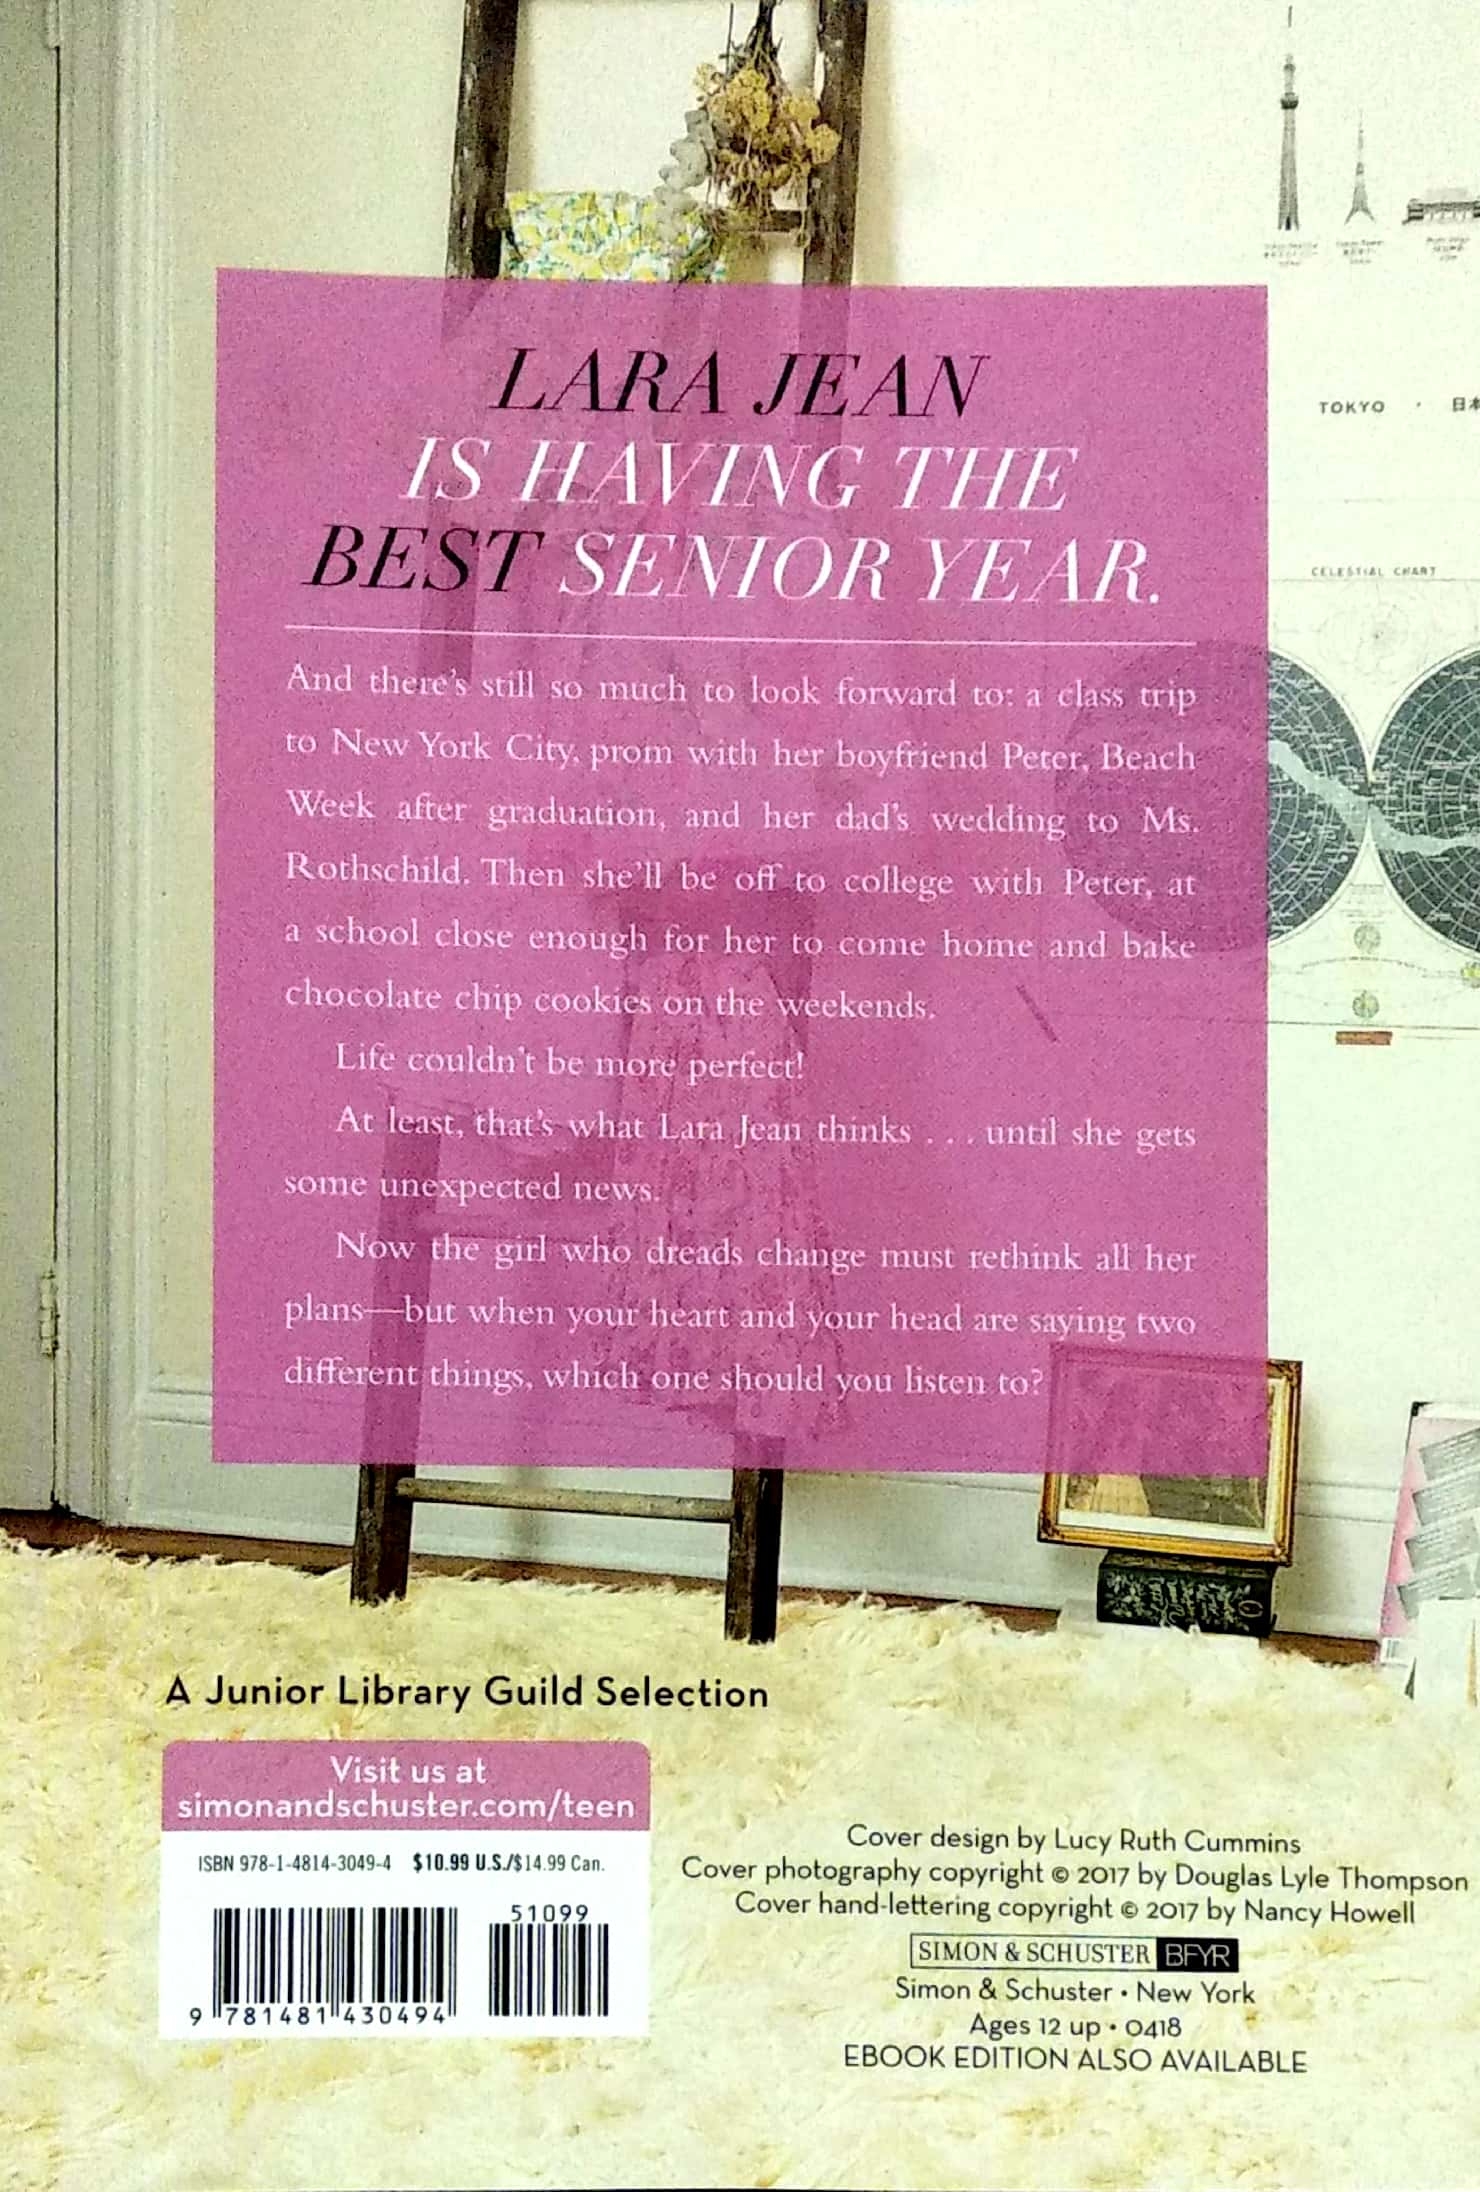 TOKYO · 日本
CELESTIAL CHART
LARA JEAN
IS HAVING THE
BEST SENIOR YEAR.
And there's still so much to look forward to: a class trip
to New York City, prom with her boyfriend Peter, Beach
Week after graduation, and her dad's wedding to Ms.
Rothschild. Then she'll be off to college with Peter, at
a school close enough for her to come home and bake
chocolate chip cookies on the weekends.
Life couldn't be more perfect!
At least, that's what Lara Jean thinks . . . until she gets
some unexpected news.
Now the girl who dreads change must rethink all her
plans—but when your heart and your head are saying two
different things, which one should you listen to?
A Junior Library Guild Selection
Visit us at
simonandschuster.com/teen
ISBN 978-1-4814-3049-4 $10.99 U.S./$14.99 Can.
51099
9 781481 430494
Cover design by Lucy Ruth Cummins
Cover photography copyright © 2017 by Douglas Lyle Thompson
Cover hand-lettering copyright © 2017 by Nancy Howell
SIMON & SCHUSTER BFYR
Simon & Schuster • New York
Ages 12 up • 0418
EBOOK EDITION ALSO AVAILABLE